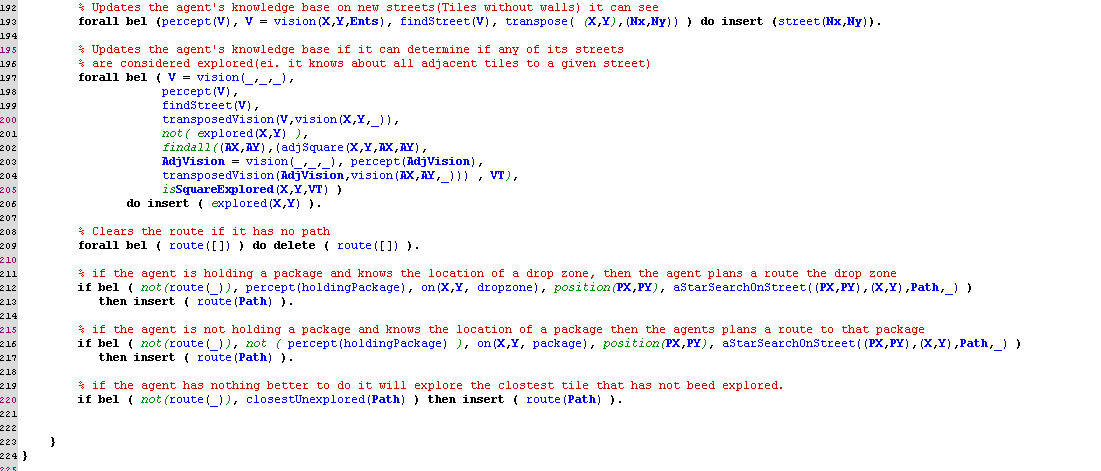 192 % Updates the agent's knowledge base on new streets(Tiles without walls) it can see
193 forall bel (percept(V), V = vision(X,Y,Ents), findStreet(V), transpose( (X,Y),(Nx,Ny)) ) do insert (street(Nx,Ny)).
194
195 % Updates the agent's knowledge base if it can determine if any of its streets
196 % are considered explored(ei. it knows about all adjacent tiles to a given street)
197 forall bel ( V = vision(_,_,_),
198 percept(V),
199 findStreet(V),
200 transposedVision(V,vision(X,Y,_)),
201 not( explored(X,Y) ),
202 findall((AX,AY),(adjSquare(X,Y,AX,AY),
203 AdjVision = vision(_,_,_), percept(AdjVision),
204 transposedVision(AdjVision,vision(AX,AY,_))) , VT),
205 isSquareExplored(X,Y,VT) )
206 do insert ( explored(X,Y) ).
207
208 % Clears the route if it has no path
209 forall bel ( route([]) ) do delete ( route([]) ).
210
211 % if the agent is holding a package and knows the location of a drop zone, then the agent plans a route the drop zone
212 if bel ( not(route(_)), percept(holdingPackage), on(X,Y, dropzone), position(PX,PY), aStarSearchOnStreet((PX,PY),(X,Y),Path,_) )
213 then insert ( route(Path) ).
214
215 % if the agent is not holding a package and knows the location of a package then the agents plans a route to that package
216 if bel ( not(route(_)), not ( percept(holdingPackage) ), on(X,Y, package), position(PX,PY), aStarSearchOnStreet((PX,PY),(X,Y),Path,_) )
217 then insert ( route(Path) ).
218
219 % if the agent has nothing better to do it will explore the clostest tile that has not beed explored.
220 if bel ( not(route(_)), closestUnexplored(Path) ) then insert ( route(Path) ).
221
222
223 }
224 }
225